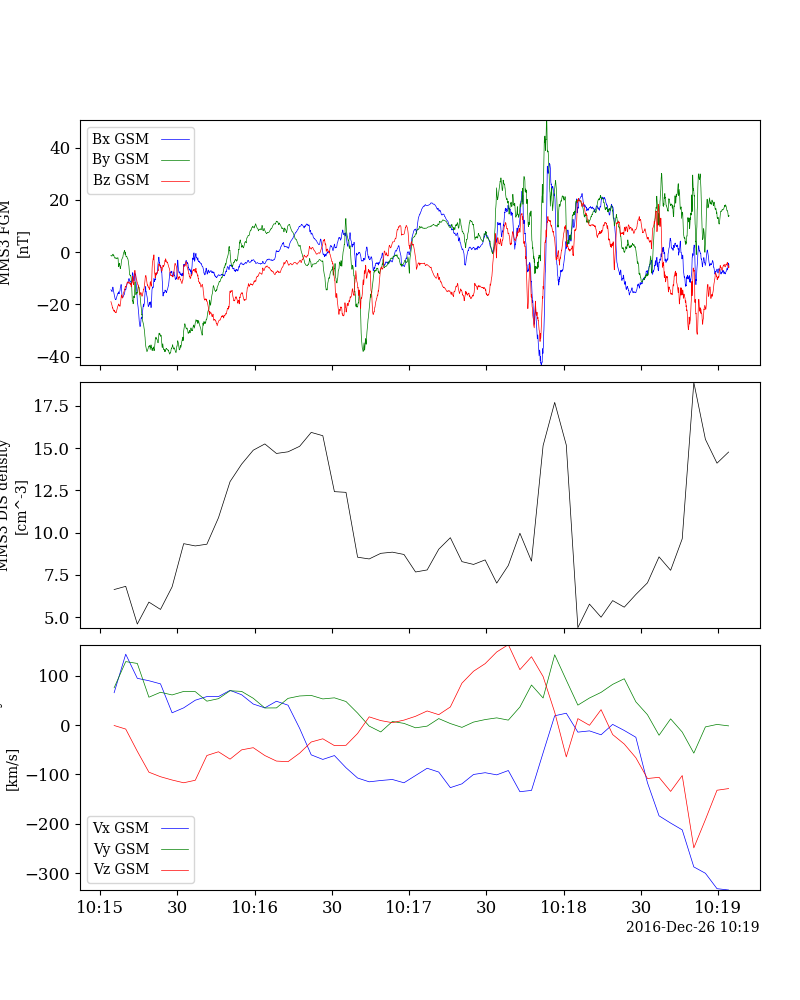 Bx GSM
By GSM
Bz GSM
40
20
0
−20
−40
MMS3 FGM
[nT]
17.5
15.0
12.5
10.0
7.5
5.0
MMS3 DIS density
[cm^-3]
100
0
−100
−200
−300
[km/s]
Vx GSM
Vy GSM
Vz GSM
10:15 30 10:16 30 10:17 30 10:18 30 10:19
2016-Dec-26 10:19